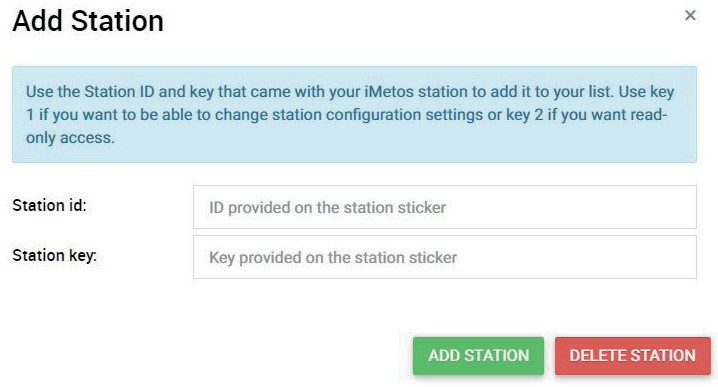 Add Station
×
Use the Station ID and key that came with your iMetos station to add it to your list. Use key
1 if you want to be able to change station configuration settings or key 2 if you want read-
only access.
Station id:
ID provided on the station sticker
Station key:
Key provided on the station sticker
ADD STATION
DELETE STATION